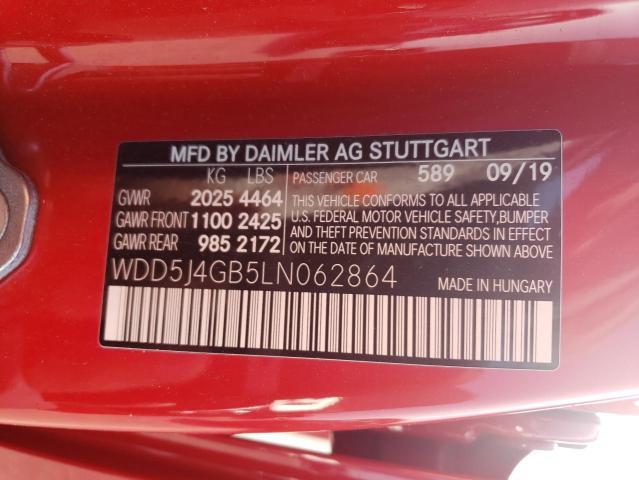 MFD BY DAIMLER AG STUTTGART
KG LBS PASSENGER CAR 589 09/19
GVWR 2025 4464
GAWR FRONT 1100 2425
GAWR REAR 985 2172
THIS VEHICLE CONFORMS TO ALL APPLICABLE
U.S. FEDERAL MOTOR VEHICLE SAFETY,BUMPER
AND THEFT PREVENTION STANDARDS IN EFFECT
ON THE DATE OF MANUFACTURE SHOWN ABOVE
WDD5J4GB5LN062864 MADE IN HUNGARY